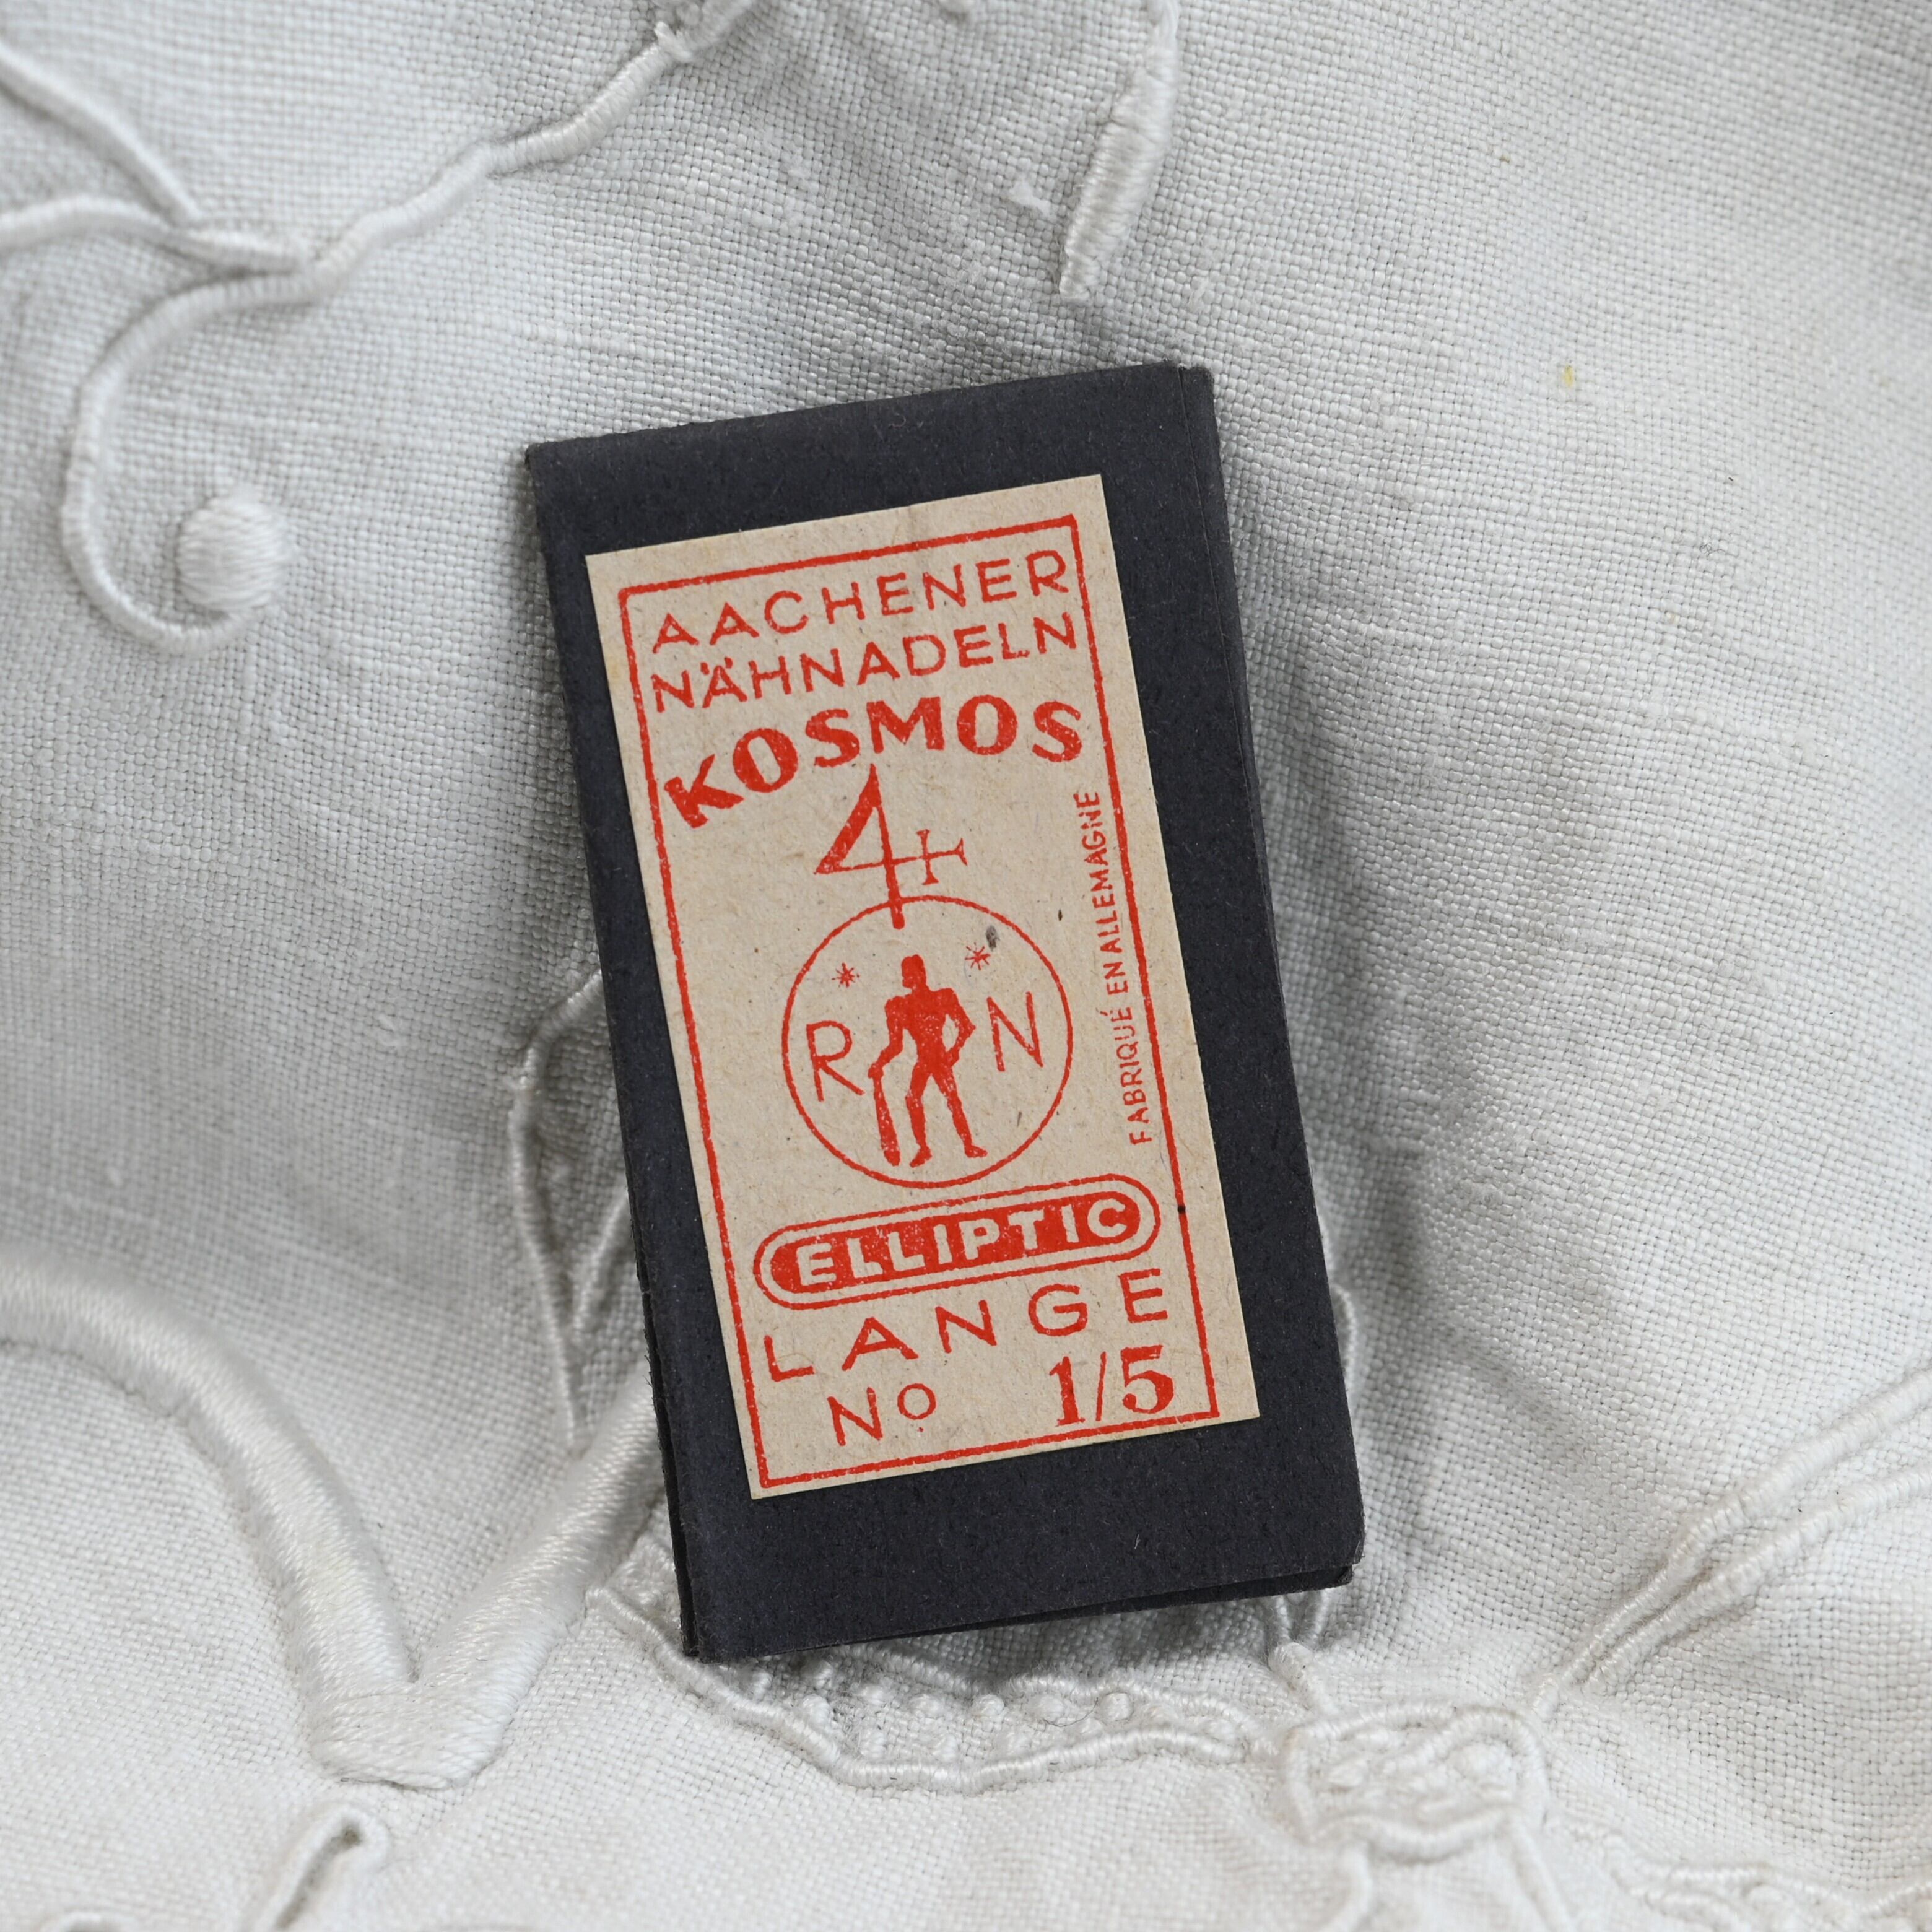 AACHENER
NÄHNADELN
KOSMOS
4
R N
FABRIQUÉ EN ALLEMAGNE
ELLIPTIC
LANGE
No 1/5